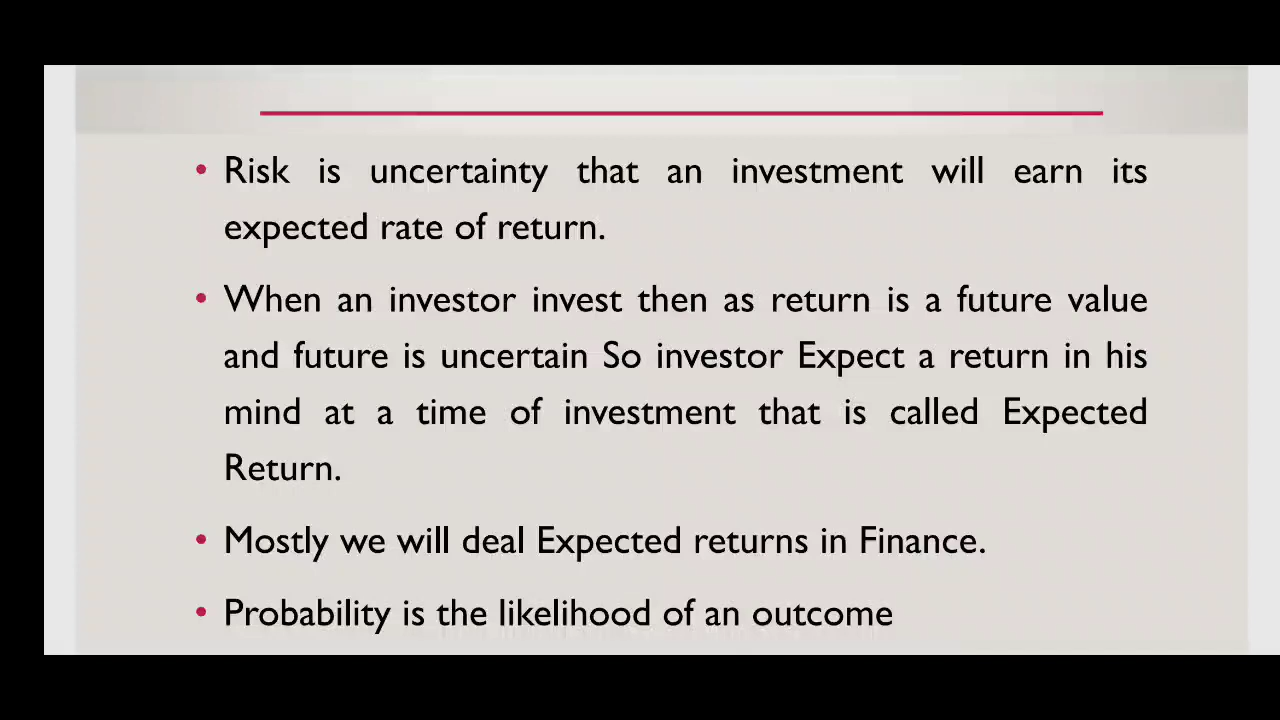 • Risk is uncertainty that an investment will earn its
expected rate of return.
• When an investor invest then as return is a future value
and future is uncertain So investor Expect a return in his
mind at a time of investment that is called Expected
Return.
• Mostly we will deal Expected returns in Finance.
• Probability is the likelihood of an outcome